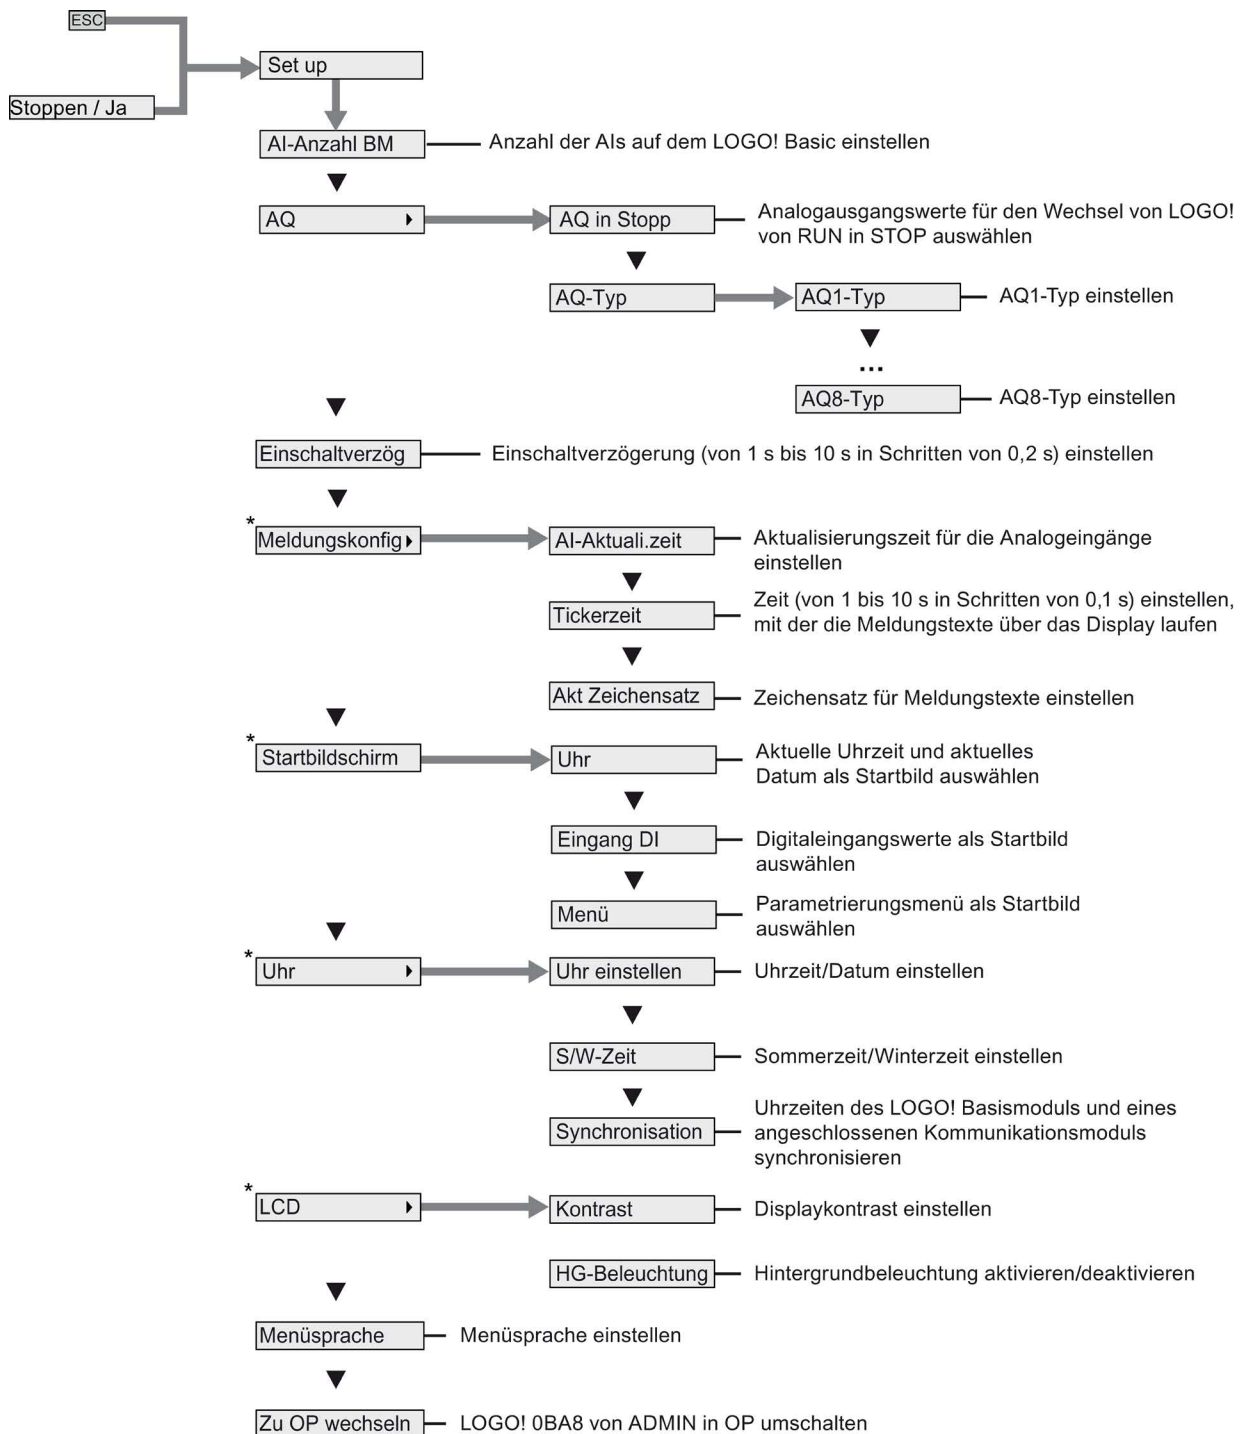 ESC
Set up
Stoppen / Ja
AI-Anzahl BM
Anzahl der AIs auf dem LOGO! Basic einstellen
AQ
AQ in Stopp
Analogausgangswerte für den Wechsel von LOGO!
von RUN in STOP auswählen
AQ-Typ
AQ1-Typ
AQ1-Typ einstellen
...
AQ8-Typ
AQ8-Typ einstellen
Einschaltverzög
Einschaltverzögerung (von 1 s bis 10 s in Schritten von 0,2 s) einstellen
*
Meldungskonfig
AI-Aktuali.zeit
Aktualisierungszeit für die Analogeingänge
einstellen
Tickerzeit
Zeit (von 1 bis 10 s in Schritten von 0,1 s) einstellen,
mit der die Meldungstexte über das Display laufen
Akt Zeichensatz
Zeichensatz für Meldungstexte einstellen
*
Startbildschirm
Uhr
Aktuelle Uhrzeit und aktuelles
Datum als Startbild auswählen
Eingang DI
Digitaleingangswerte als Startbild
auswählen
Menü
Parametrierungsmenü als Startbild
auswählen
*
Uhr
Uhr einstellen
Uhrzeit/Datum einstellen
S/W-Zeit
Sommerzeit/Winterzeit einstellen
Synchronisation
Uhrzeiten des LOGO! Basismoduls und eines
angeschlossenen Kommunikationsmoduls
synchronisieren
*
LCD
Kontrast
Displaykontrast einstellen
HG-Beleuchtung
Hintergrundbeleuchtung aktivieren/deaktivieren
Menüsprache
Menüsprache einstellen
Zu OP wechseln
LOGO! 0BA8 von ADMIN in OP umschalten